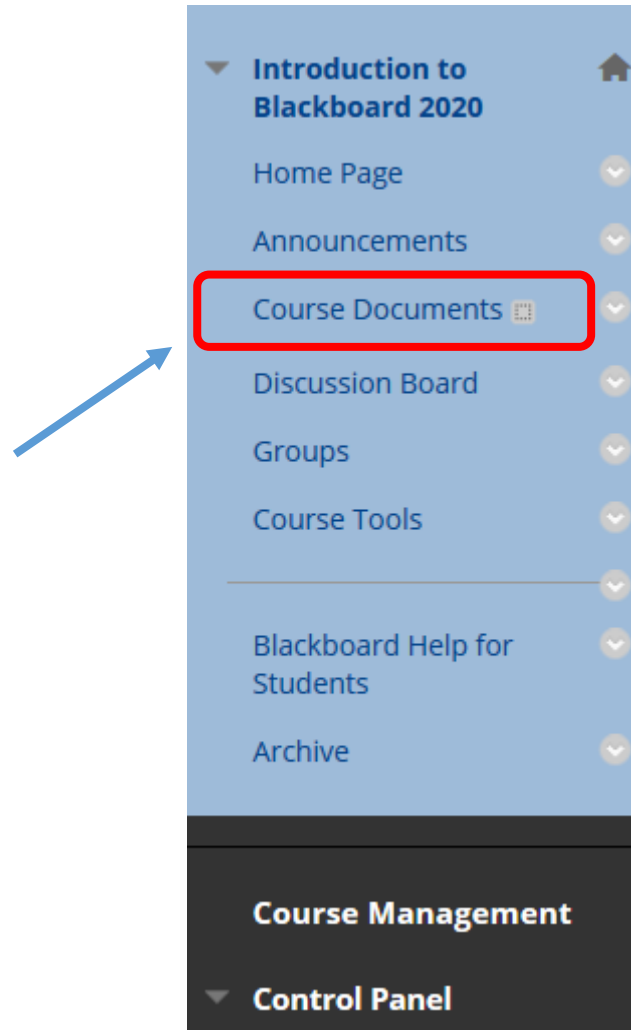 Introduction to
Blackboard 2020
Home Page
Announcements
Course Documents
Discussion Board
Groups
Course Tools
Blackboard Help for
Students
Archive
Course Management
Control Panel